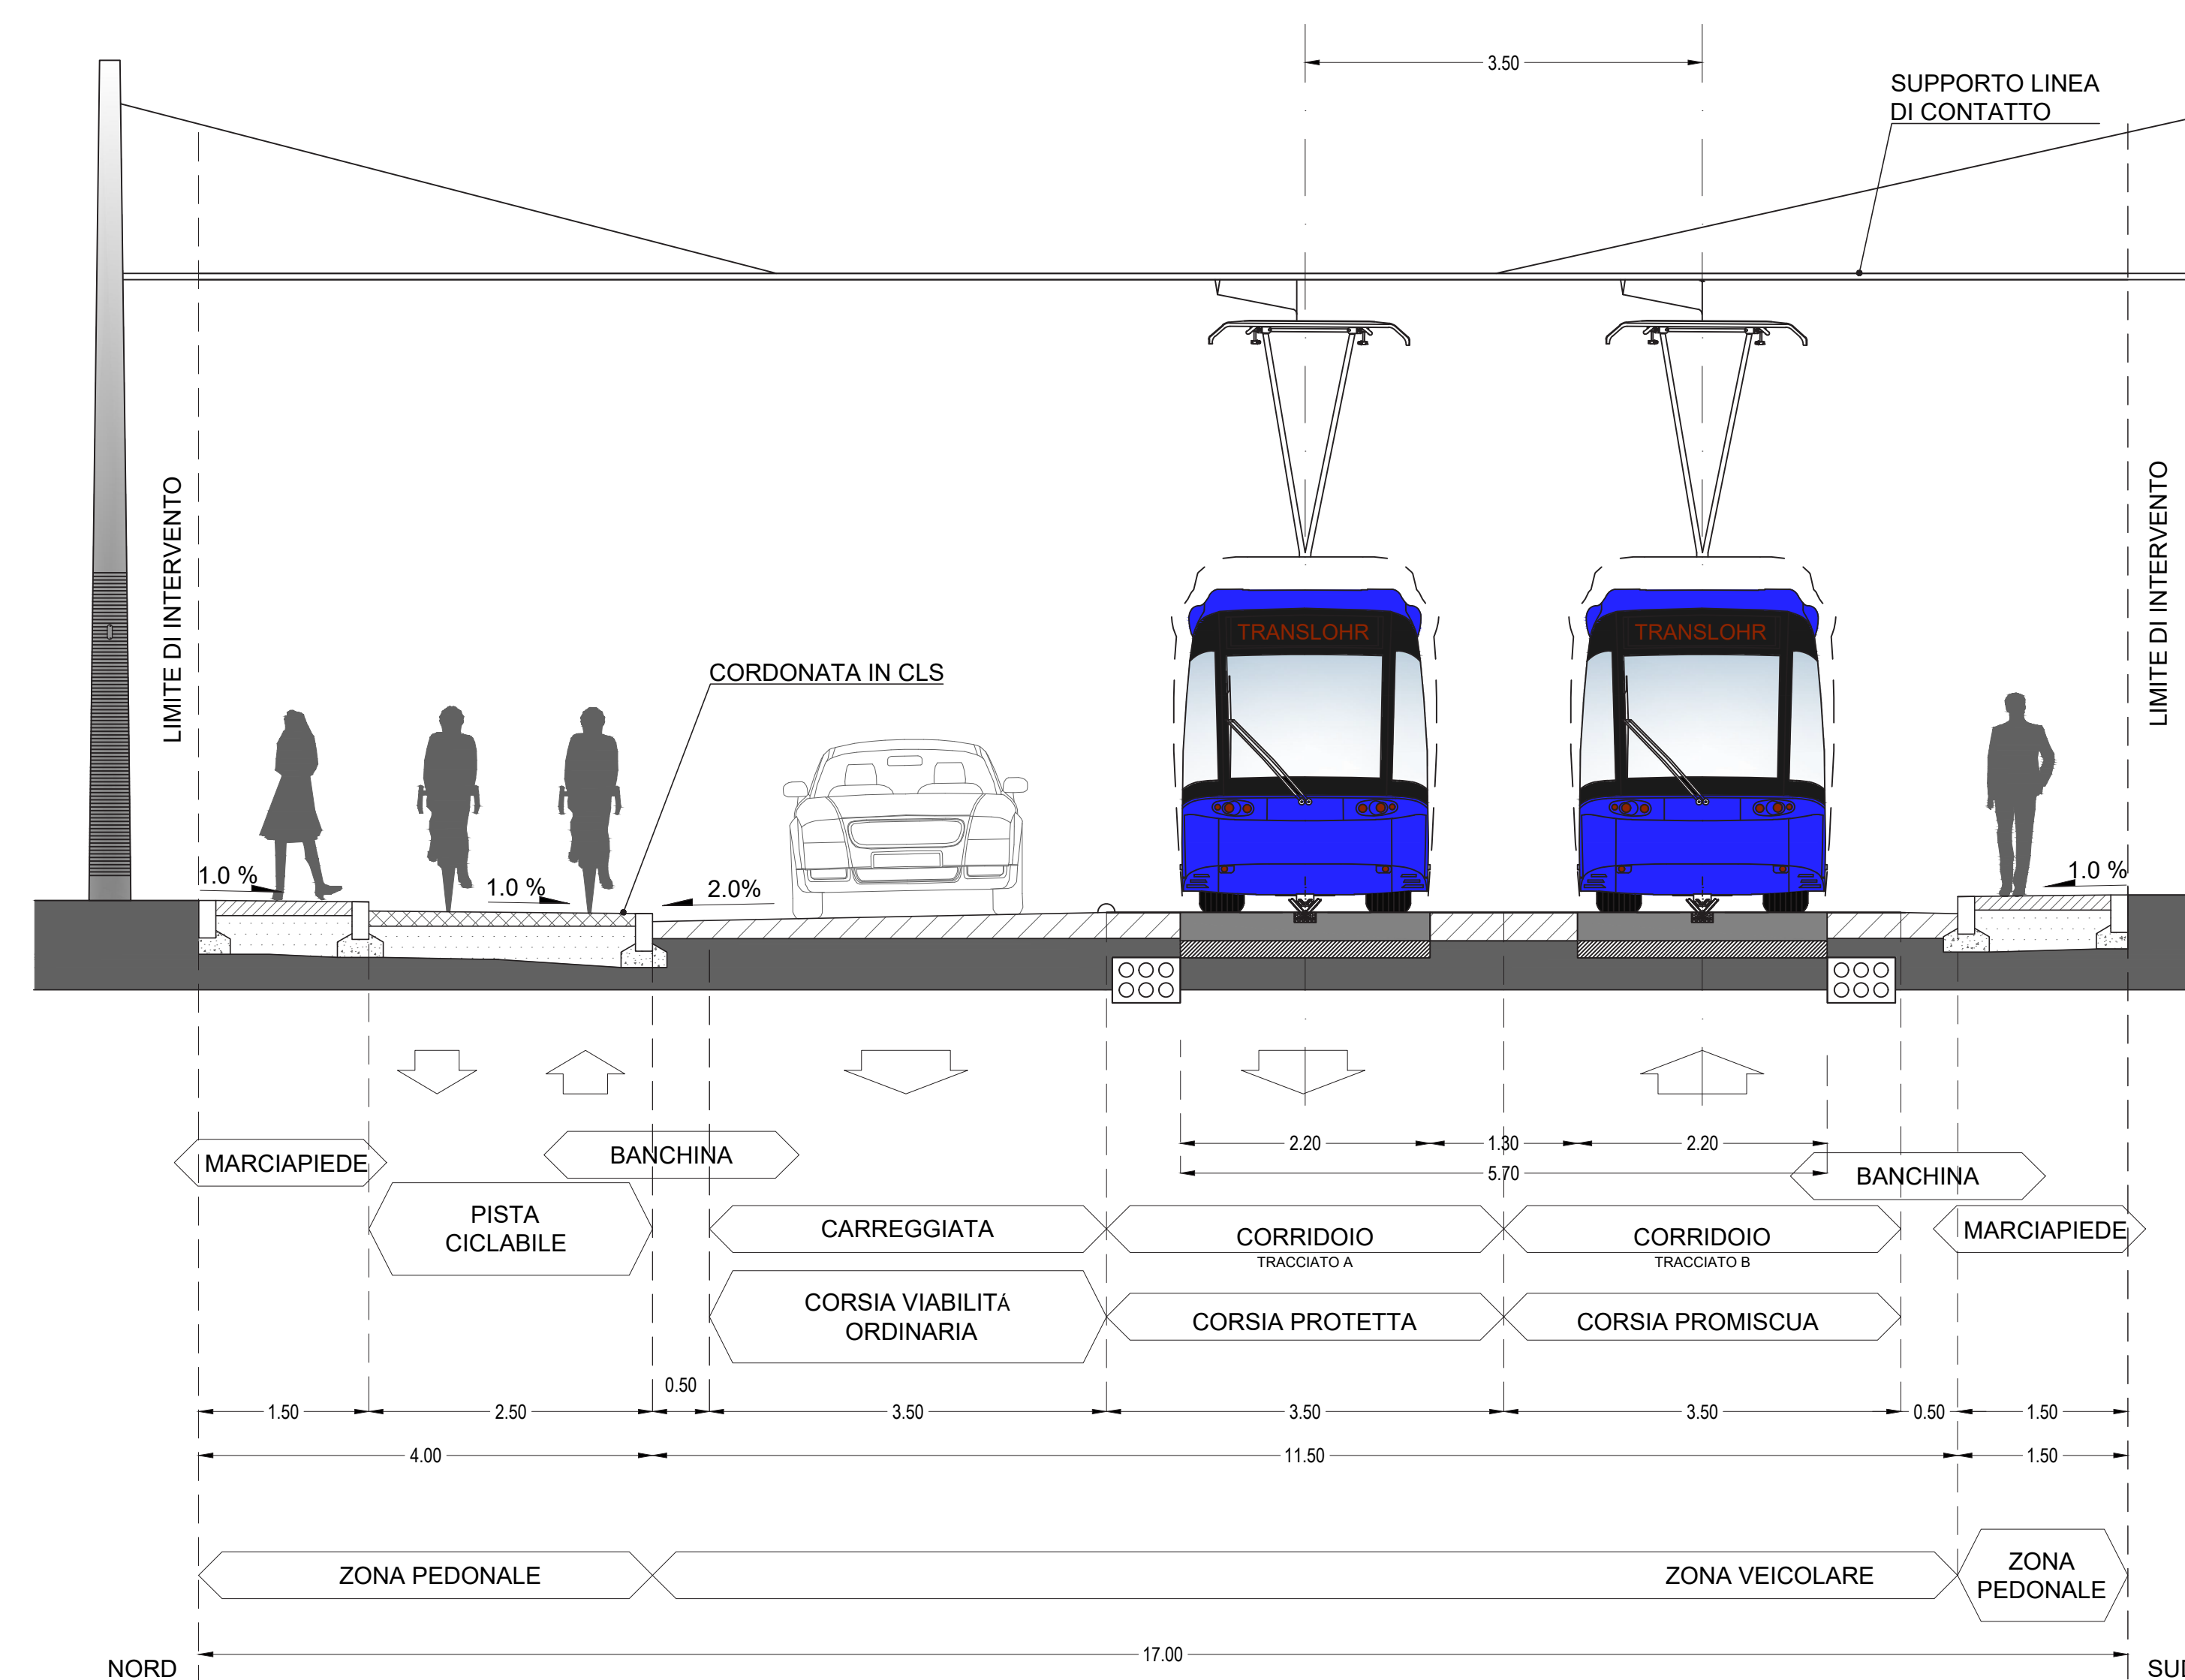 3.50
SUPPORTO LINEA
DI CONTATTO
LIMITE DI INTERVENTO
LIMITE DI INTERVENTO
TRANSLOHR
TRANSLOHR
CORDONATA IN CLS
1.0 %
1.0 %
2.0%
1.0 %
2.20
1.30
2.20
5.70
MARCIAPIEDE
BANCHINA
BANCHINA
PISTA
CICLABILE
CARREGGIATA
CORRIDOIO
TRACCIATO A
CORRIDOIO
TRACCIATO B
MARCIAPIEDE
CORSIA VIABILITÁ
ORDINARIA
CORSIA PROTETTA
CORSIA PROMISCUA
1.50
2.50
0.50
3.50
3.50
3.50
0.50
1.50
4.00
11.50
1.50
ZONA PEDONALE
ZONA VEICOLARE
ZONA
PEDONALE
17.00
NORD